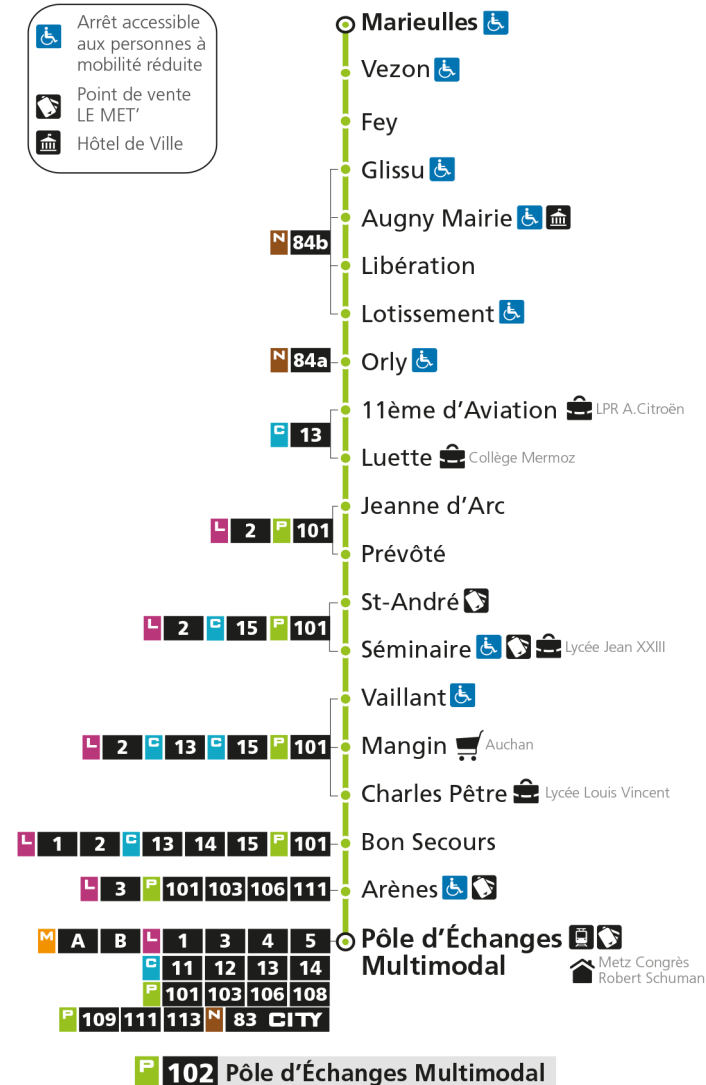 Arrêt accessible
aux personnes à
mobilité réduite
Point de vente
LE MET'
Hôtel de Ville
Marieulles
Vezon
Fey
Glissu
Augny Mairie
N 84b
Libération
Lotissement
N 84a Orly
11ème d'Aviation LPR A.Citroën
C 13
Luette Collège Mermoz
Jeanne d'Arc
L 2 P 101
Prévôté
St-André
L 2 C 15 P 101
Séminaire Lycée Jean XXIII
Vaillant
L 2 C 13 C 15 P 101 Mangin Auchan
Charles Pêtre Lycée Louis Vincent
L 1 2 C 13 14 15 P 101 Bon Secours
L 3 P 101 103 106 111 Arènes
M A B L 1 3 4 5 Pôle d'Échanges
Multimodal
Metz Congrès
Robert Schuman
C 11 12 13 14
P 101 103 106 108
P 109 111 113 N 83 CITY
P 102 Pôle d'Échanges Multimodal